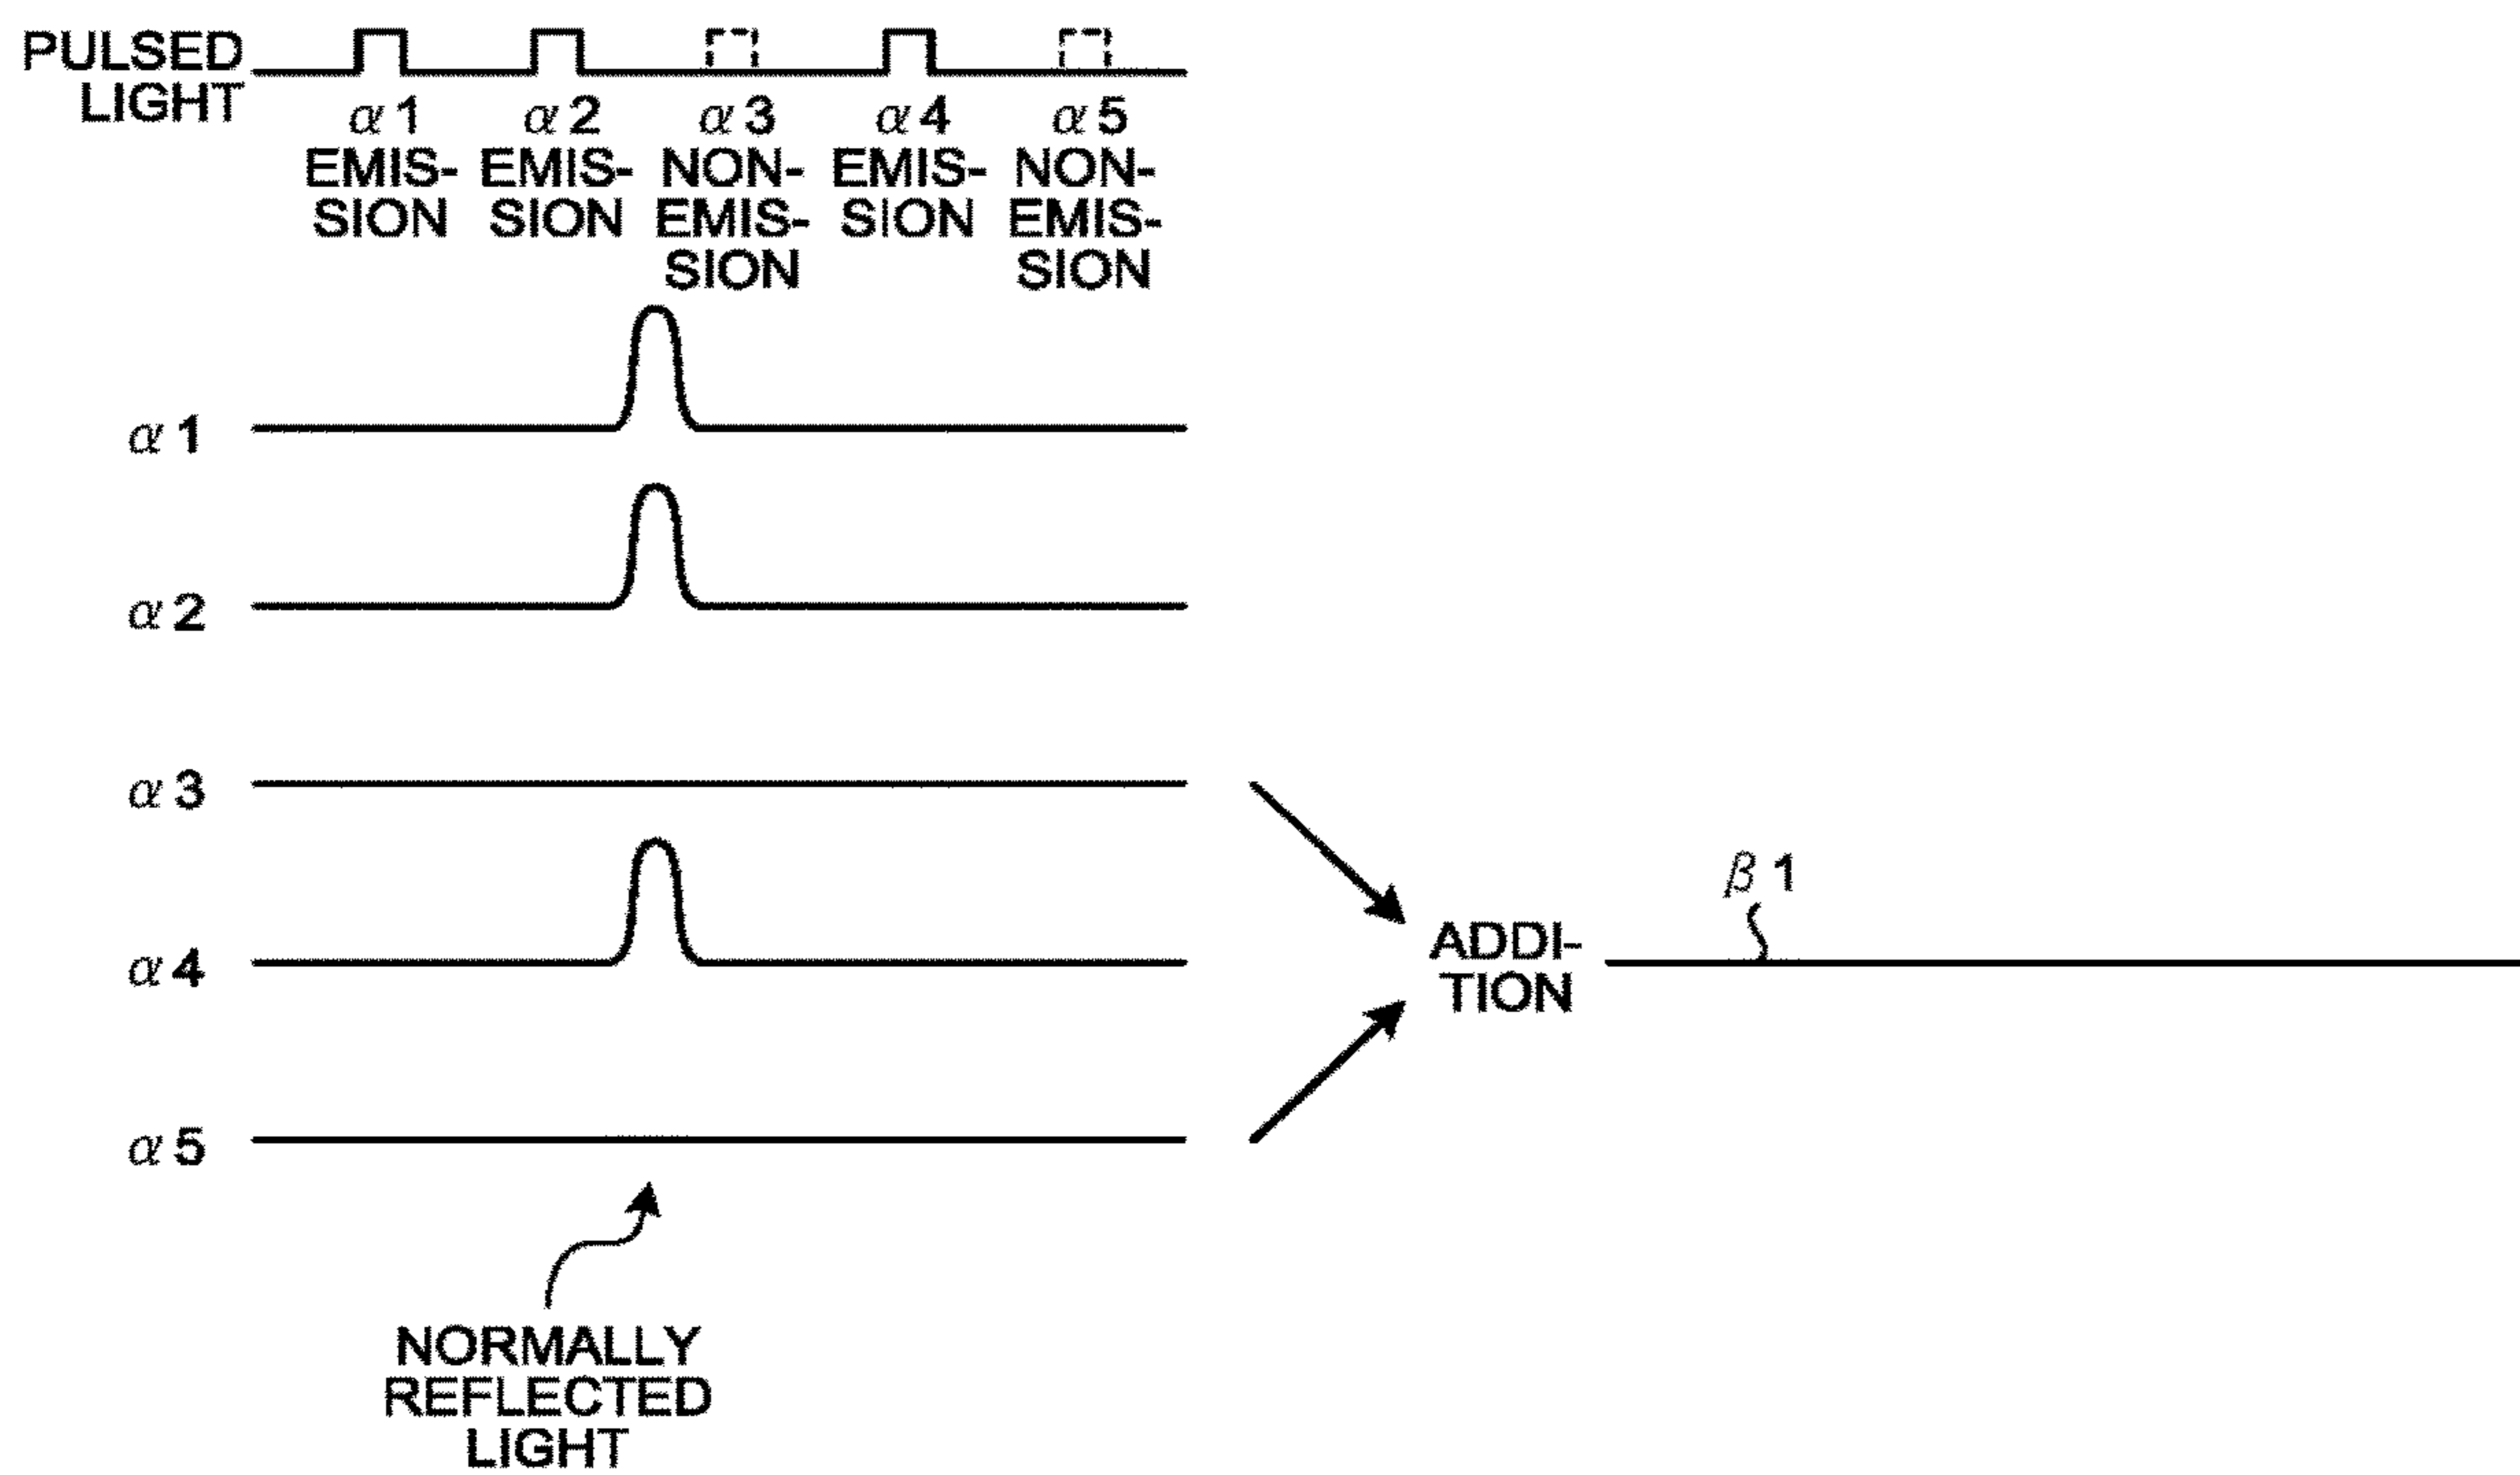 PULSED
LIGHT
α1 α2 α3 α4 α5
EMIS- EMIS- NON- EMIS- NON-
SION SION EMIS- SION EMIS-
SION SION
α1
α2
α3
β1
ADDI-
α4
TION
α5
NORMALLY
REFLECTED
LIGHT